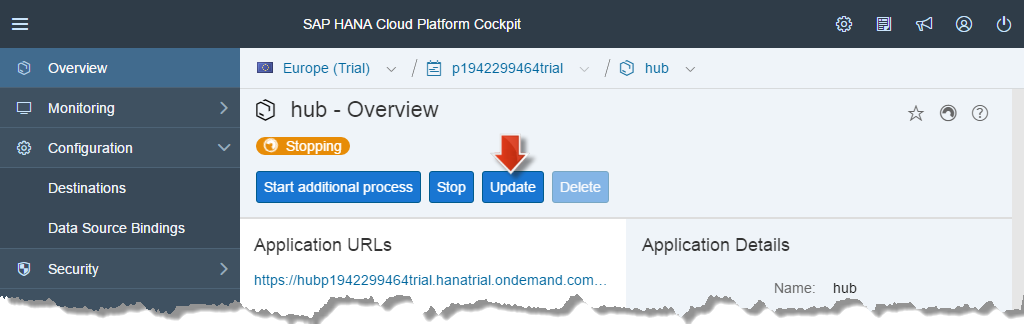 SAP HANA Cloud Platform Cockpit
Overview
Monitoring
Configuration
Destinations
Data Source Bindings
Security
Europe (Trial) / p1942299464trial / hub
hub - Overview
Stopping
Start additional process Stop Update Delete
Application URLs
https://hubp1942299464trial.hanatrial.ondemand.com…
Application Details
Name: hub